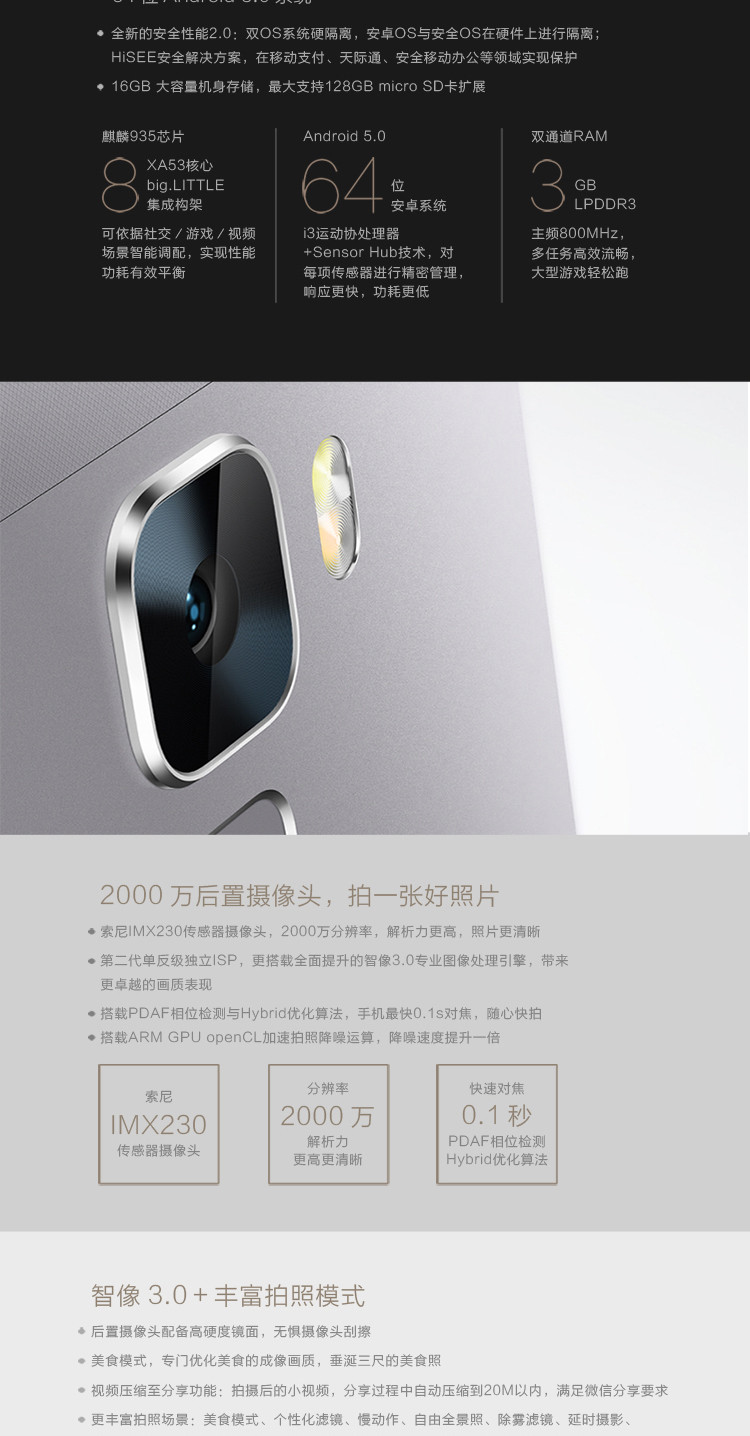 64 位 Android 5.0 系统
全新的安全性能2.0：双OS系统硬隔离，安卓OS与安全OS在硬件上进行隔离；
HiSEE安全解决方案，在移动支付、天际通、安全移动办公等领域实现保护
16GB 大容量机身存储，最大支持128GB micro SD卡扩展
麒麟935芯片
8 XA53核心
big.LITTLE
集成构架
可依据社交 / 游戏 / 视频
场景智能调配，实现性能
功耗有效平衡
Android 5.0
64 位
安卓系统
i3运动协处理器
+Sensor Hub技术，对
每项传感器进行精密管理，
响应更快，功耗更低
双通道RAM
3 GB
LPDDR3
主频800MHz，
多任务高效流畅，
大型游戏轻松跑
2000 万后置摄像头，拍一张好照片
索尼IMX230传感器摄像头，2000万分辨率，解析力更高，照片更清晰
第二代单反级独立ISP，更搭载全面提升的智像3.0专业图像处理引擎，带来
更卓越的画质表现
搭载PDAF相位检测与Hybrid优化算法，手机最快0.1s对焦，随心快拍
搭载ARM GPU openCL加速拍照降噪运算，降噪速度提升一倍
索尼
IMX230
传感器摄像头
分辨率
2000 万
解析力
更高更清晰
快速对焦
0.1 秒
PDAF相位检测
Hybrid优化算法
智像 3.0 + 丰富拍照模式
后置摄像头配备高硬度镜面，无惧摄像头刮擦
美食模式，专门优化美食的成像画质，垂涎三尺的美食照
视频压缩至分享功能：拍摄后的小视频，分享过程中自动压缩到20M以内，满足微信分享要求
更丰富拍照场景：美食模式、个性化滤镜、慢动作、自由全景照、除雾滤镜、延时摄影、